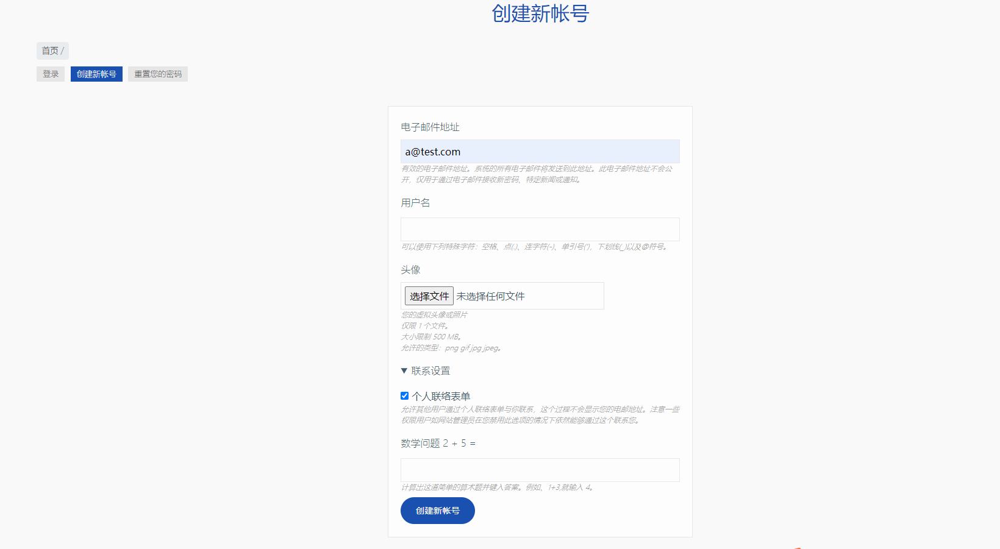 创建新帐号
首页 /
登录 创建新帐号 重置您的密码
电子邮件地址
a@test.com
有效的电子邮件地址。系统的所有电子邮件将发送到此地址。此电子邮件地址不会公
开，仅用于通过电子邮件接收新密码、特定新闻或通知。
用户名
可以使用下列特殊字符：空格、点(.)、连字符(-)、单引号(')，下划线(_)以及@符号。
头像
选择文件 未选择任何文件
您的虚拟头像或照片
仅限 1 个文件。
大小限制 500 MB。
允许的类型：png gif jpg jpeg。
▼ 联系设置
个人联络表单
允许其他用户通过个人联络表单与你联系，这个过程不会显示您的电邮地址。注意一些
权限用户如网站管理员在您禁用此选项的情况下依然能够通过这个联系您。
数学问题 2 + 5 =
计算出这道简单的算术题并键入答案。例如、1+3,就输入 4。
创建新帐号